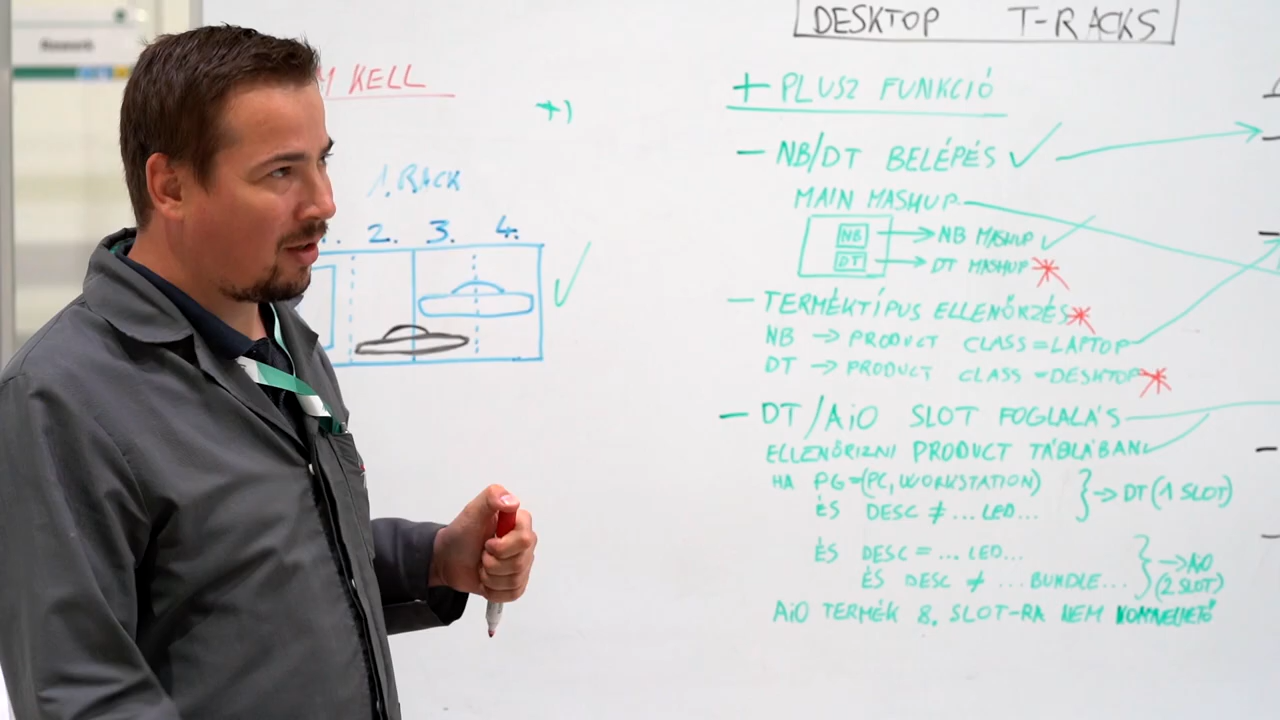 Rework
KELL
+)
1. RACK
2. 3. 4.
DESKTOP T-RACKS
+ PLUSZ FUNKCIÓ
- NB/DT BELÉPÉS ✓
MAIN MASHUP
NB → NB MASHUP ✓
DT → DT MASHUP *
- TERMÉKTÍPUS ELLENŐRZÉS *
NB → PRODUCT CLASS = LAPTOP
DT → PRODUCT CLASS = DESKTOP *
- DT/AiO SLOT FOGLALÁS
ELLENŐRIZNI PRODUCT TÁBLÁBAN
HA PG = (PC, WORKSTATION)
ÉS DESC ≠ ... LED... } → DT (1 SLOT)
ÉS DESC = ... LED...
ÉS DESC ≠ ... BUNDLE... } → AiO (2 SLOT)
AiO TERMÉK 8. SLOT-RA NEM